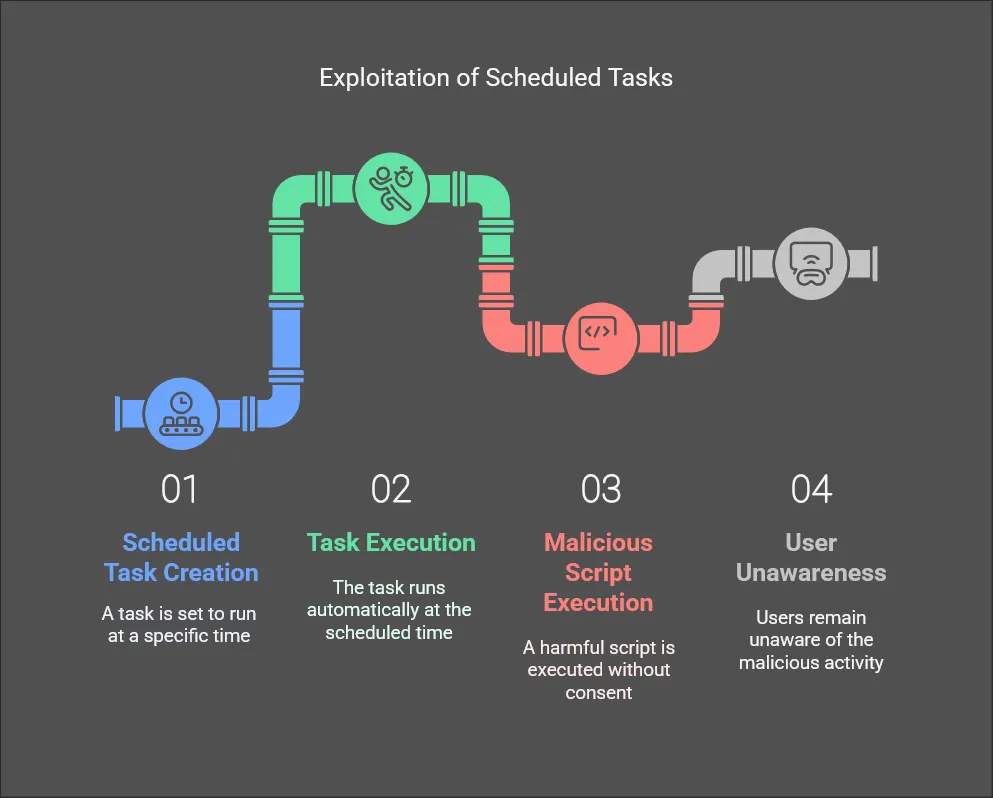 Exploitation of Scheduled Tasks
01
Scheduled
Task Creation
A task is set to run
at a specific time
02
Task Execution
The task runs
automatically at the
scheduled time
03
Malicious
Script
Execution
A harmful script is
executed without
consent
04
User
Unawareness
Users remain
unaware of the
malicious activity